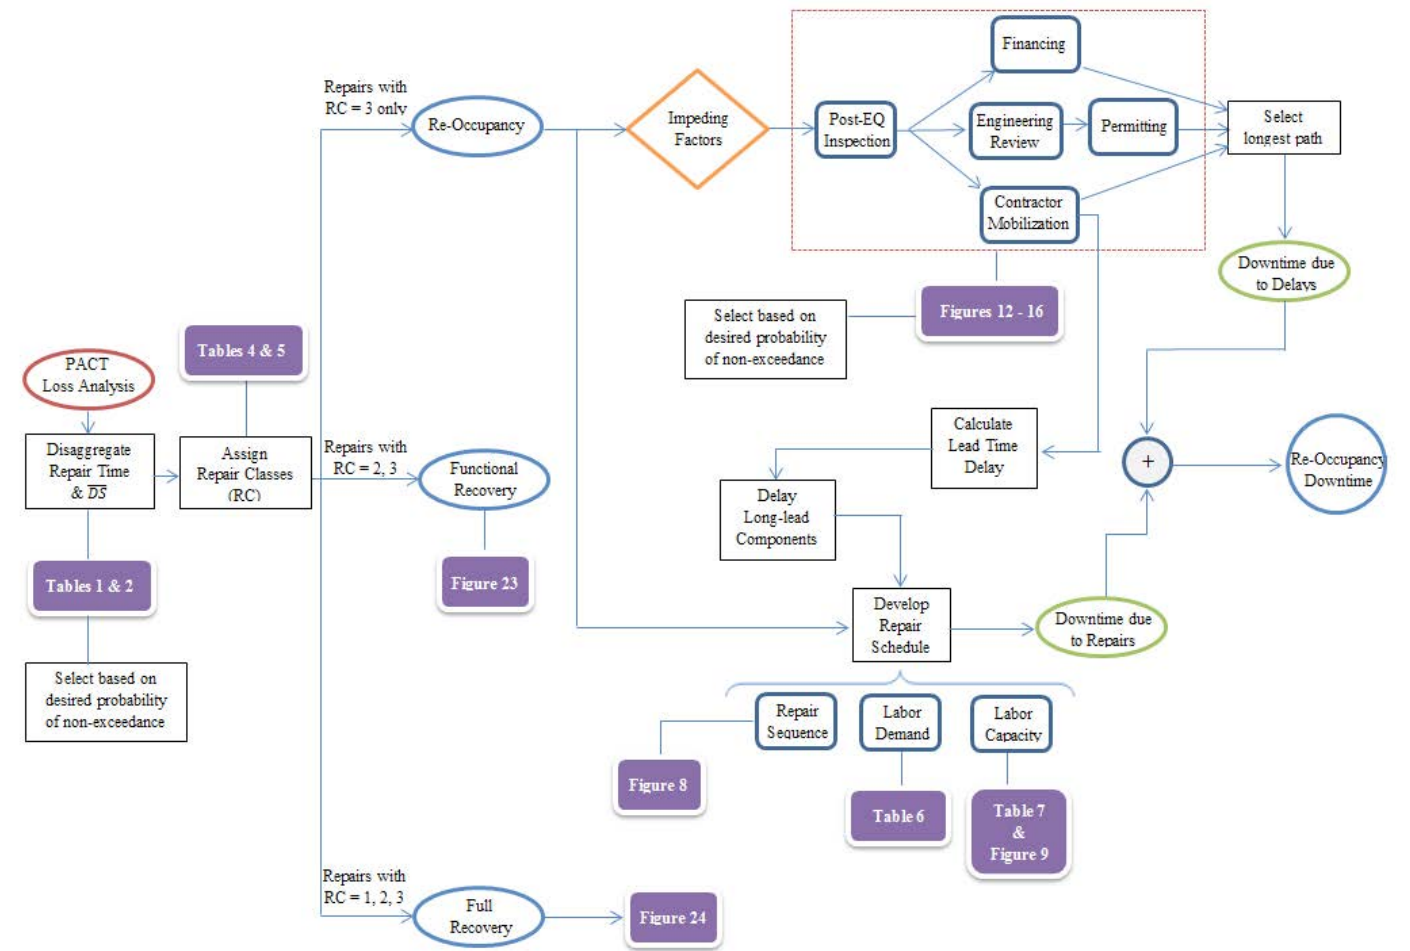 Repairs with
RC = 3 only
Re-Occupancy
Impeding
Factors
Post-EQ
Inspection
Financing
Engineering
Review
Permitting
Contractor
Mobilization
Select
longest path
Downtime due
to Delays
Figures 12 - 16
Select based on
desired probability
of non-exceedance
Tables 4 & 5
PACT
Loss Analysis
Disaggregate
Repair Time
& DS
Assign
Repair Classes
(RC)
Repairs with
RC = 2, 3
Functional
Recovery
Figure 23
Calculate
Lead Time
Delay
Delay
Long-lead
Components
+
Re-Occupancy
Downtime
Tables 1 & 2
Select based on
desired probability
of non-exceedance
Develop
Repair
Schedule
Downtime due
to Repairs
Repair
Sequence
Labor
Demand
Labor
Capacity
Figure 8
Table 6
Table 7
&
Figure 9
Repairs with
RC = 1, 2, 3
Full
Recovery
Figure 24